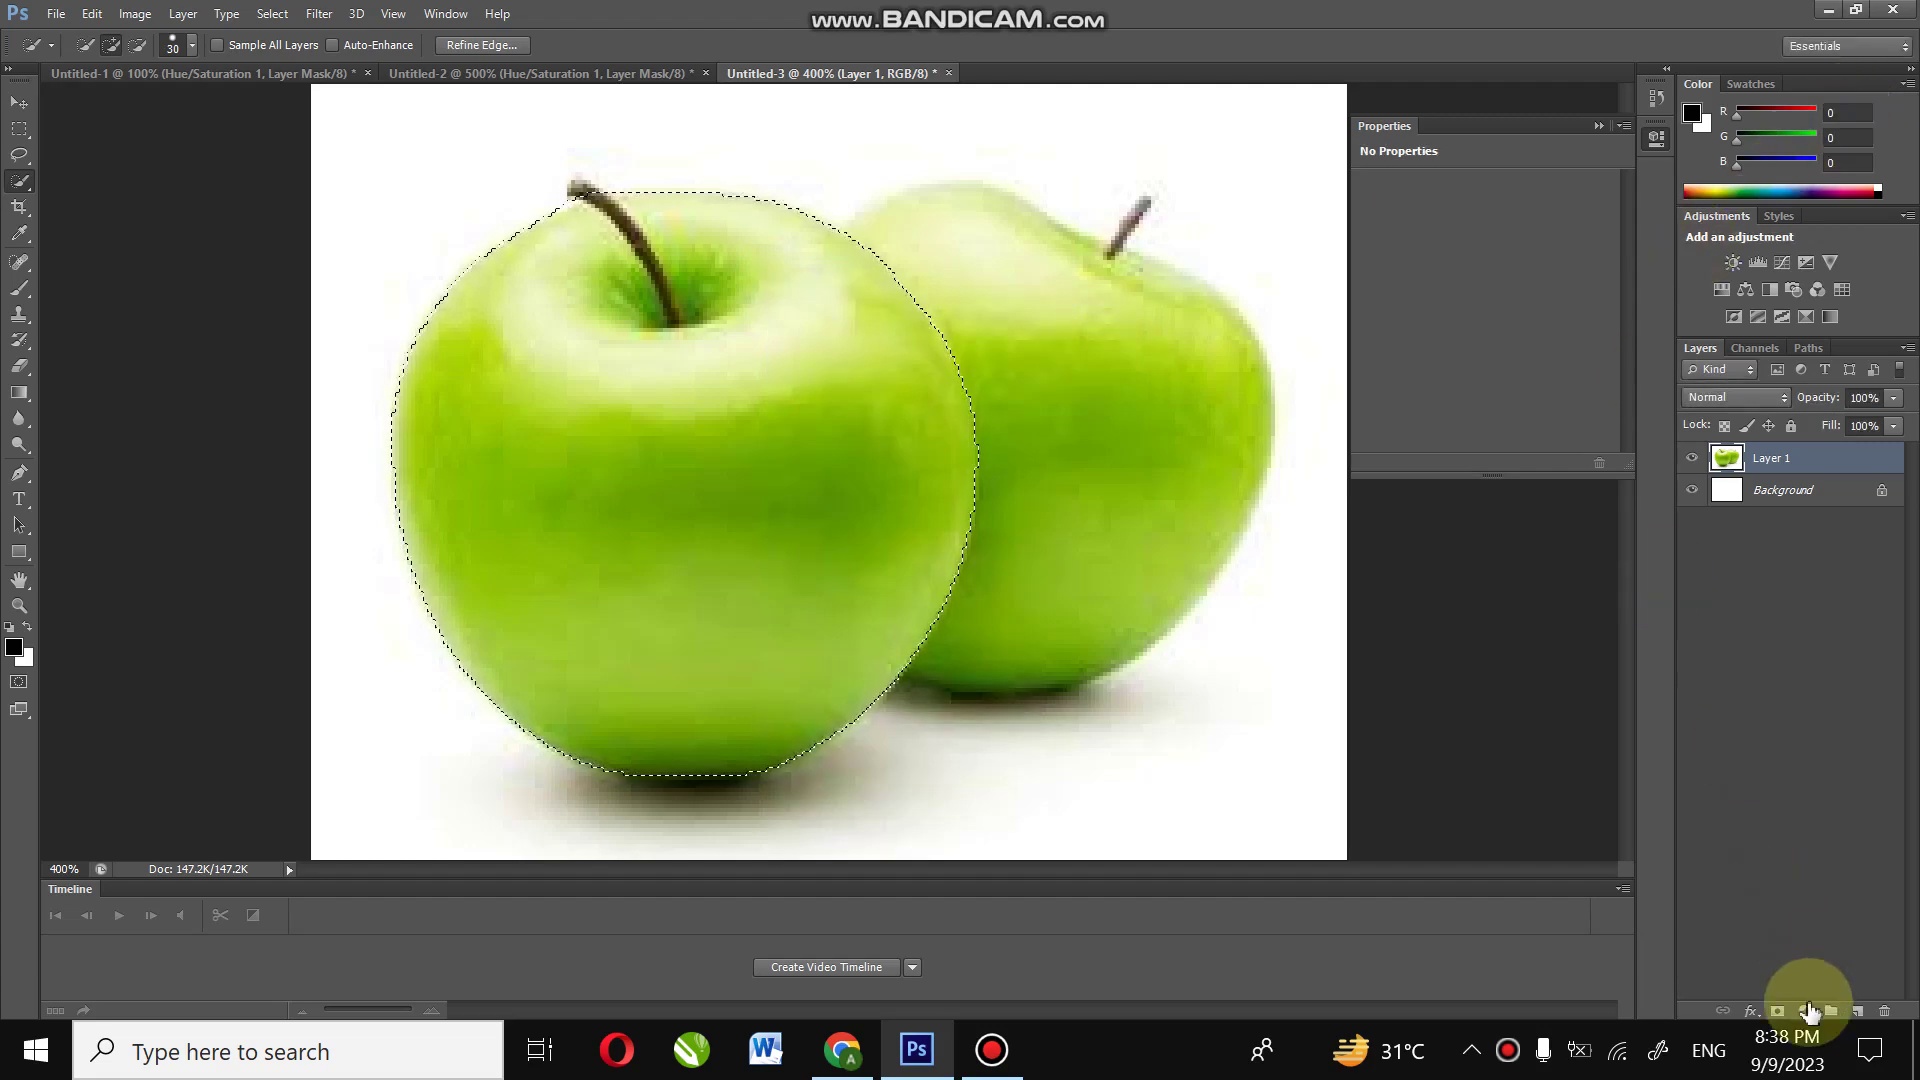 Ps File Edit Image Layer Type Select Filter 3D View Window Help
www.BANDICAM.com
30 Sample All Layers Auto-Enhance Refine Edge... Essentials
Untitled-1 @ 100% (Hue/Saturation 1, Layer Mask/8) * × Untitled-2 @ 500% (Hue/Saturation 1, Layer Mask/8) * × Untitled-3 @ 400% (Layer 1, RGB/8) * ×
Color Swatches
R 0
G 0
B 0
Properties
No Properties
Adjustments Styles
Add an adjustment
Layers Channels Paths
Kind
Normal Opacity: 100%
Lock: Fill: 100%
Layer 1
Background
400% Doc: 147.2K/147.2K
Timeline
Create Video Timeline
fx
Type here to search
W A Ps
31°C
ENG
8:38 PM
9/9/2023